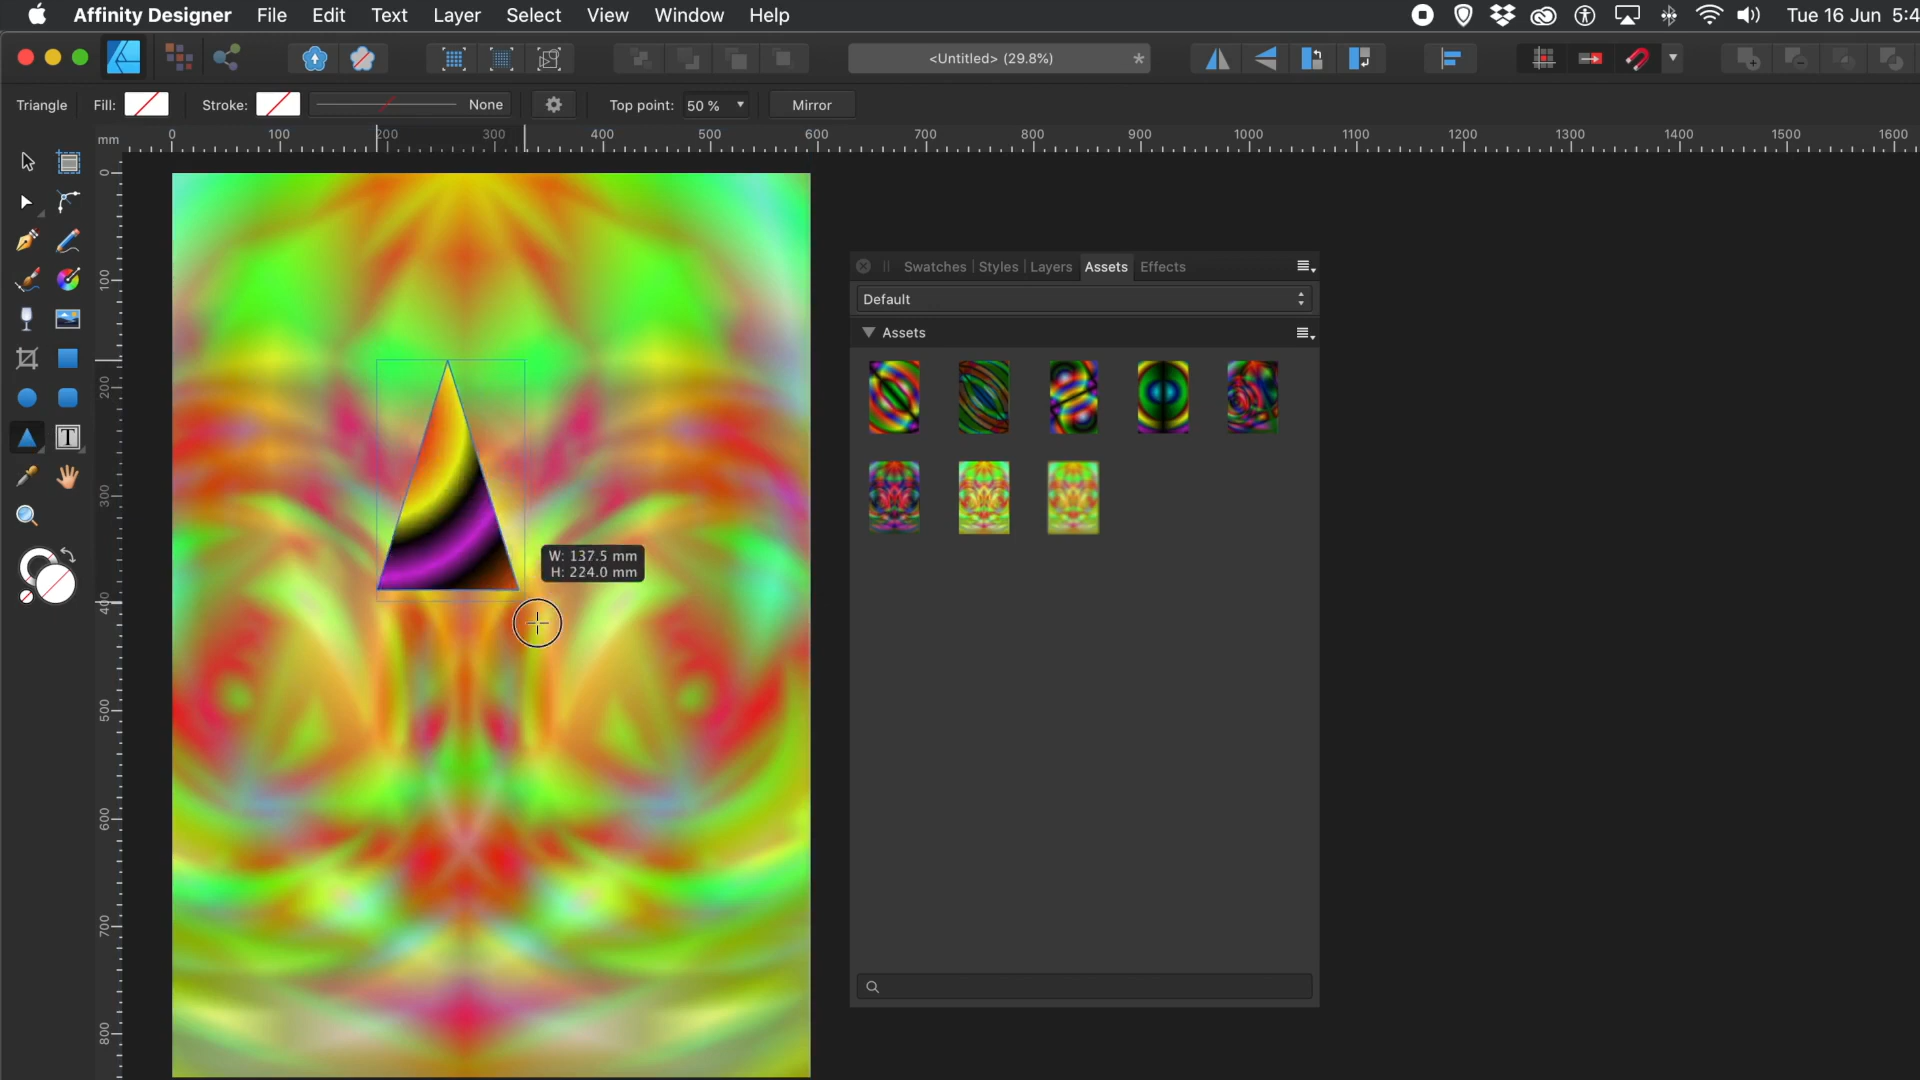 Affinity Designer File Edit Text Layer Select View Window Help Tue 16 Jun 5:4
<Untitled> (29.8%) *
Triangle Fill: Stroke: None Top point: 50 % Mirror
mm 0 100 200 300 400 500 600 700 800 900 1000 1100 1200 1300 1400 1500 1600
0
100
200
300
400
500
600
700
800
T
W: 137.5 mm
H: 224.0 mm
Swatches Styles Layers Assets Effects
Default
Assets